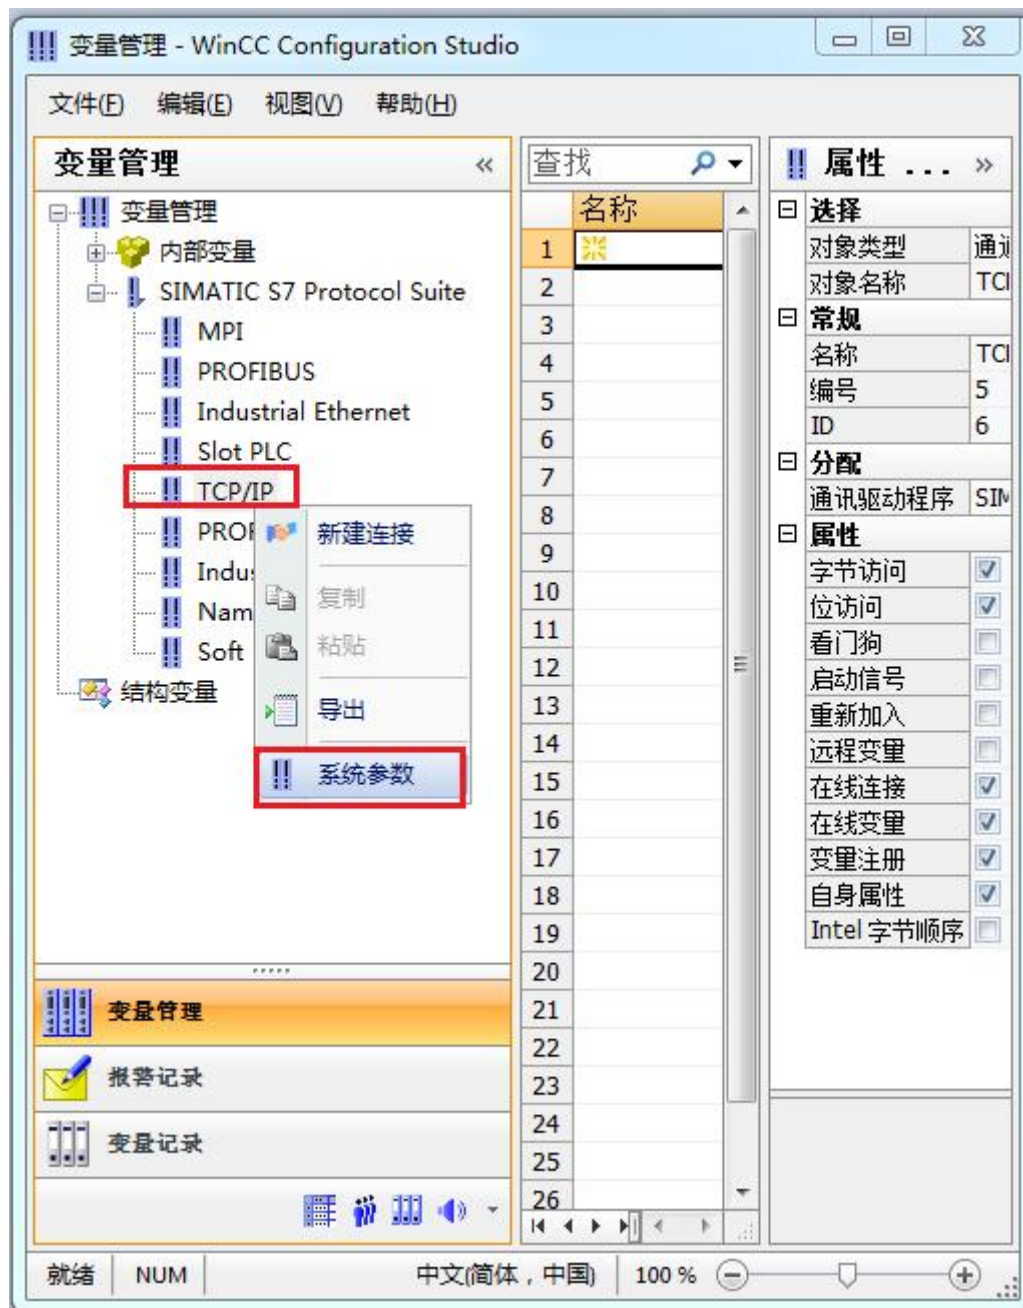 变量管理 - WinCC Configuration Studio
文件(F) 编辑(E) 视图(V) 帮助(H)
变量管理 «
变量管理
内部变量
SIMATIC S7 Protocol Suite
MPI
PROFIBUS
Industrial Ethernet
Slot PLC
TCP/IP
PROF
Indus
Nam
Soft
结构变量
新建连接
复制
粘贴
导出
系统参数
变量管理
报警记录
变量记录
查找
名称
1
2
3
4
5
6
7
8
9
10
11
12
13
14
15
16
17
18
19
20
21
22
23
24
25
26
属性 ... »
选择
对象类型 通讯
对象名称 TCI
常规
名称 TCI
编号 5
ID 6
分配
通讯驱动程序 SIM
属性
字节访问
位访问
看门狗
启动信号
重新加入
远程变量
在线连接
在线变量
变量注册
自身属性
Intel 字节顺序
就绪 NUM 中文(简体，中国) 100 %